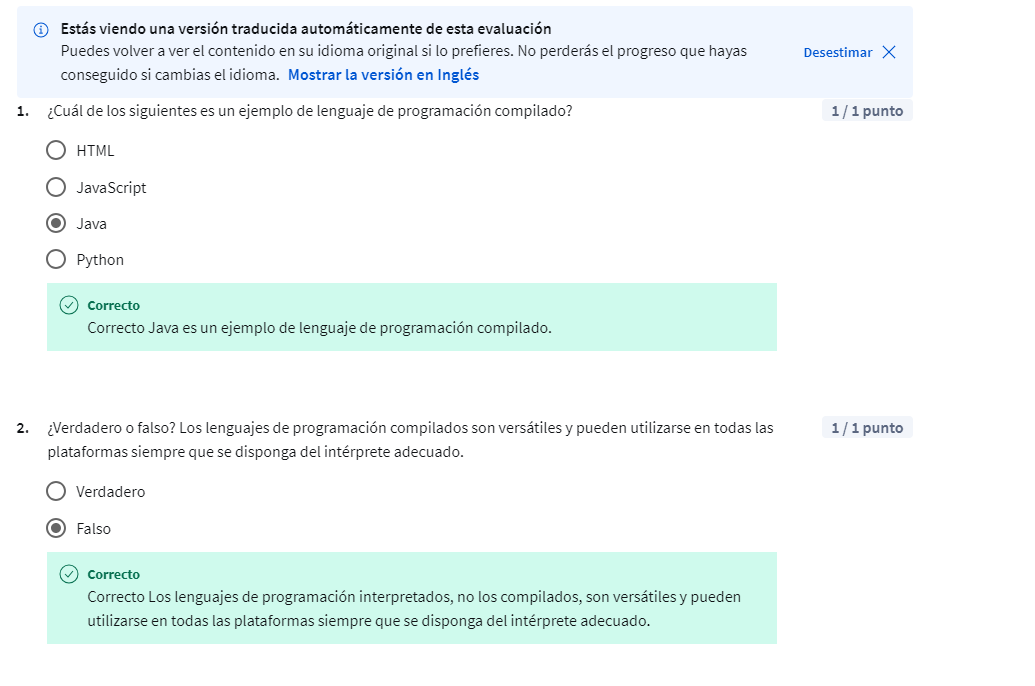 Estás viendo una versión traducida automáticamente de esta evaluación
Puedes volver a ver el contenido en su idioma original si lo prefieres. No perderás el progreso que hayas
conseguido si cambias el idioma. Mostrar la versión en Inglés
Desestimar
1. ¿Cuál de los siguientes es un ejemplo de lenguaje de programación compilado?
1 / 1 punto
HTML
JavaScript
Java
Python
Correcto
Correcto Java es un ejemplo de lenguaje de programación compilado.
2. ¿Verdadero o falso? Los lenguajes de programación compilados son versátiles y pueden utilizarse en todas las
plataformas siempre que se disponga del intérprete adecuado.
1 / 1 punto
Verdadero
Falso
Correcto
Correcto Los lenguajes de programación interpretados, no los compilados, son versátiles y pueden
utilizarse en todas las plataformas siempre que se disponga del intérprete adecuado.